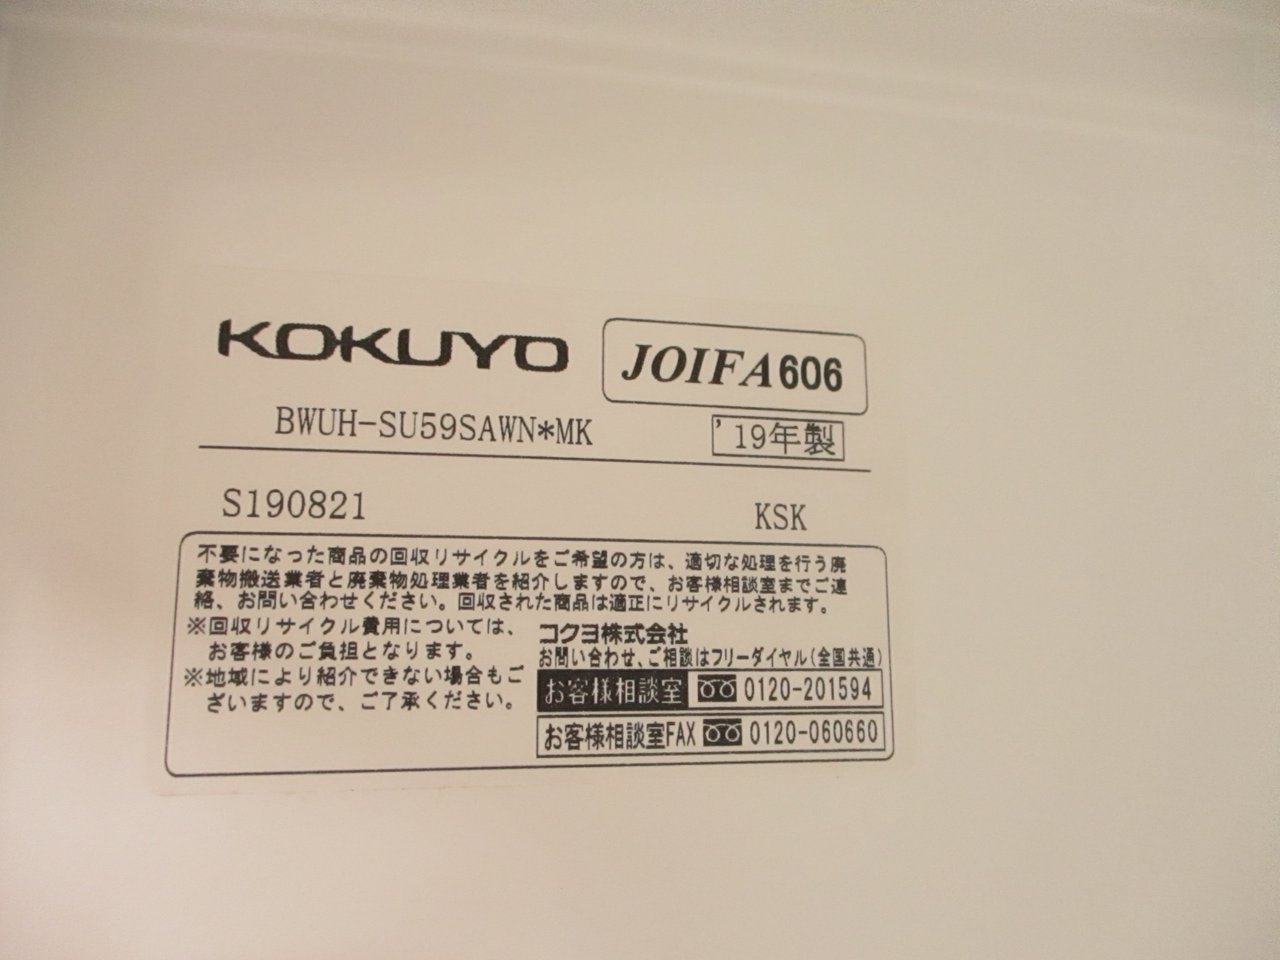 KOKUYO
JOIFA606
BWUH-SU59SAWN*MK
'19年製
S190821
KSK
不要になった商品の回収リサイクルをご希望の方は、適切な処理を行う廃
棄物搬送業者と廃棄物処理業者を紹介しますので、お客様相談室までご連
絡、お問い合わせください。回収された商品は適正にリサイクルされます。
※回収リサイクル費用については、
お客様のご負担となります。
※地域により紹介できない場合もご
ざいますので、ご了承ください。
コクヨ株式会社
お問い合わせ、ご相談はフリーダイヤル(全国共通)
お客様相談室 0120-201594
お客様相談室FAX 0120-060660